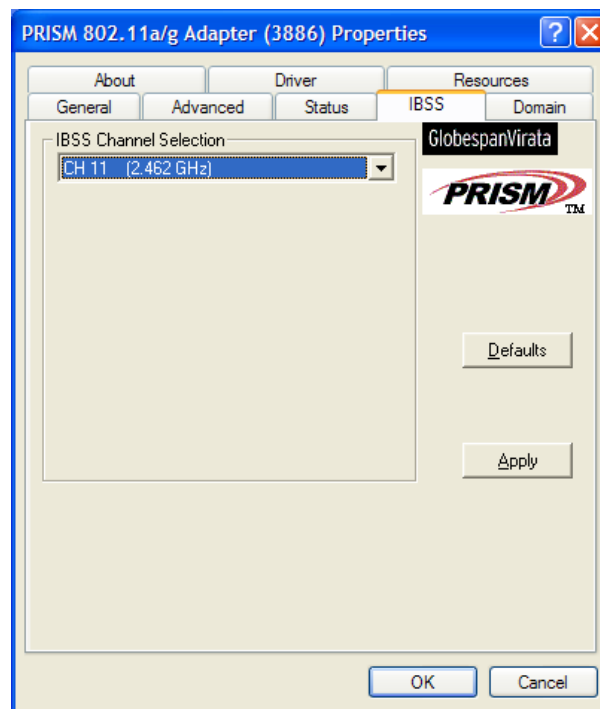 PRISM 802.11a/g Adapter (3886) Properties
About Driver Resources
General Advanced Status IBSS Domain
IBSS Channel Selection
GlobespanVirata
CH 11 (2.462 GHz)
PRISM TM
Defaults
Apply
OK Cancel